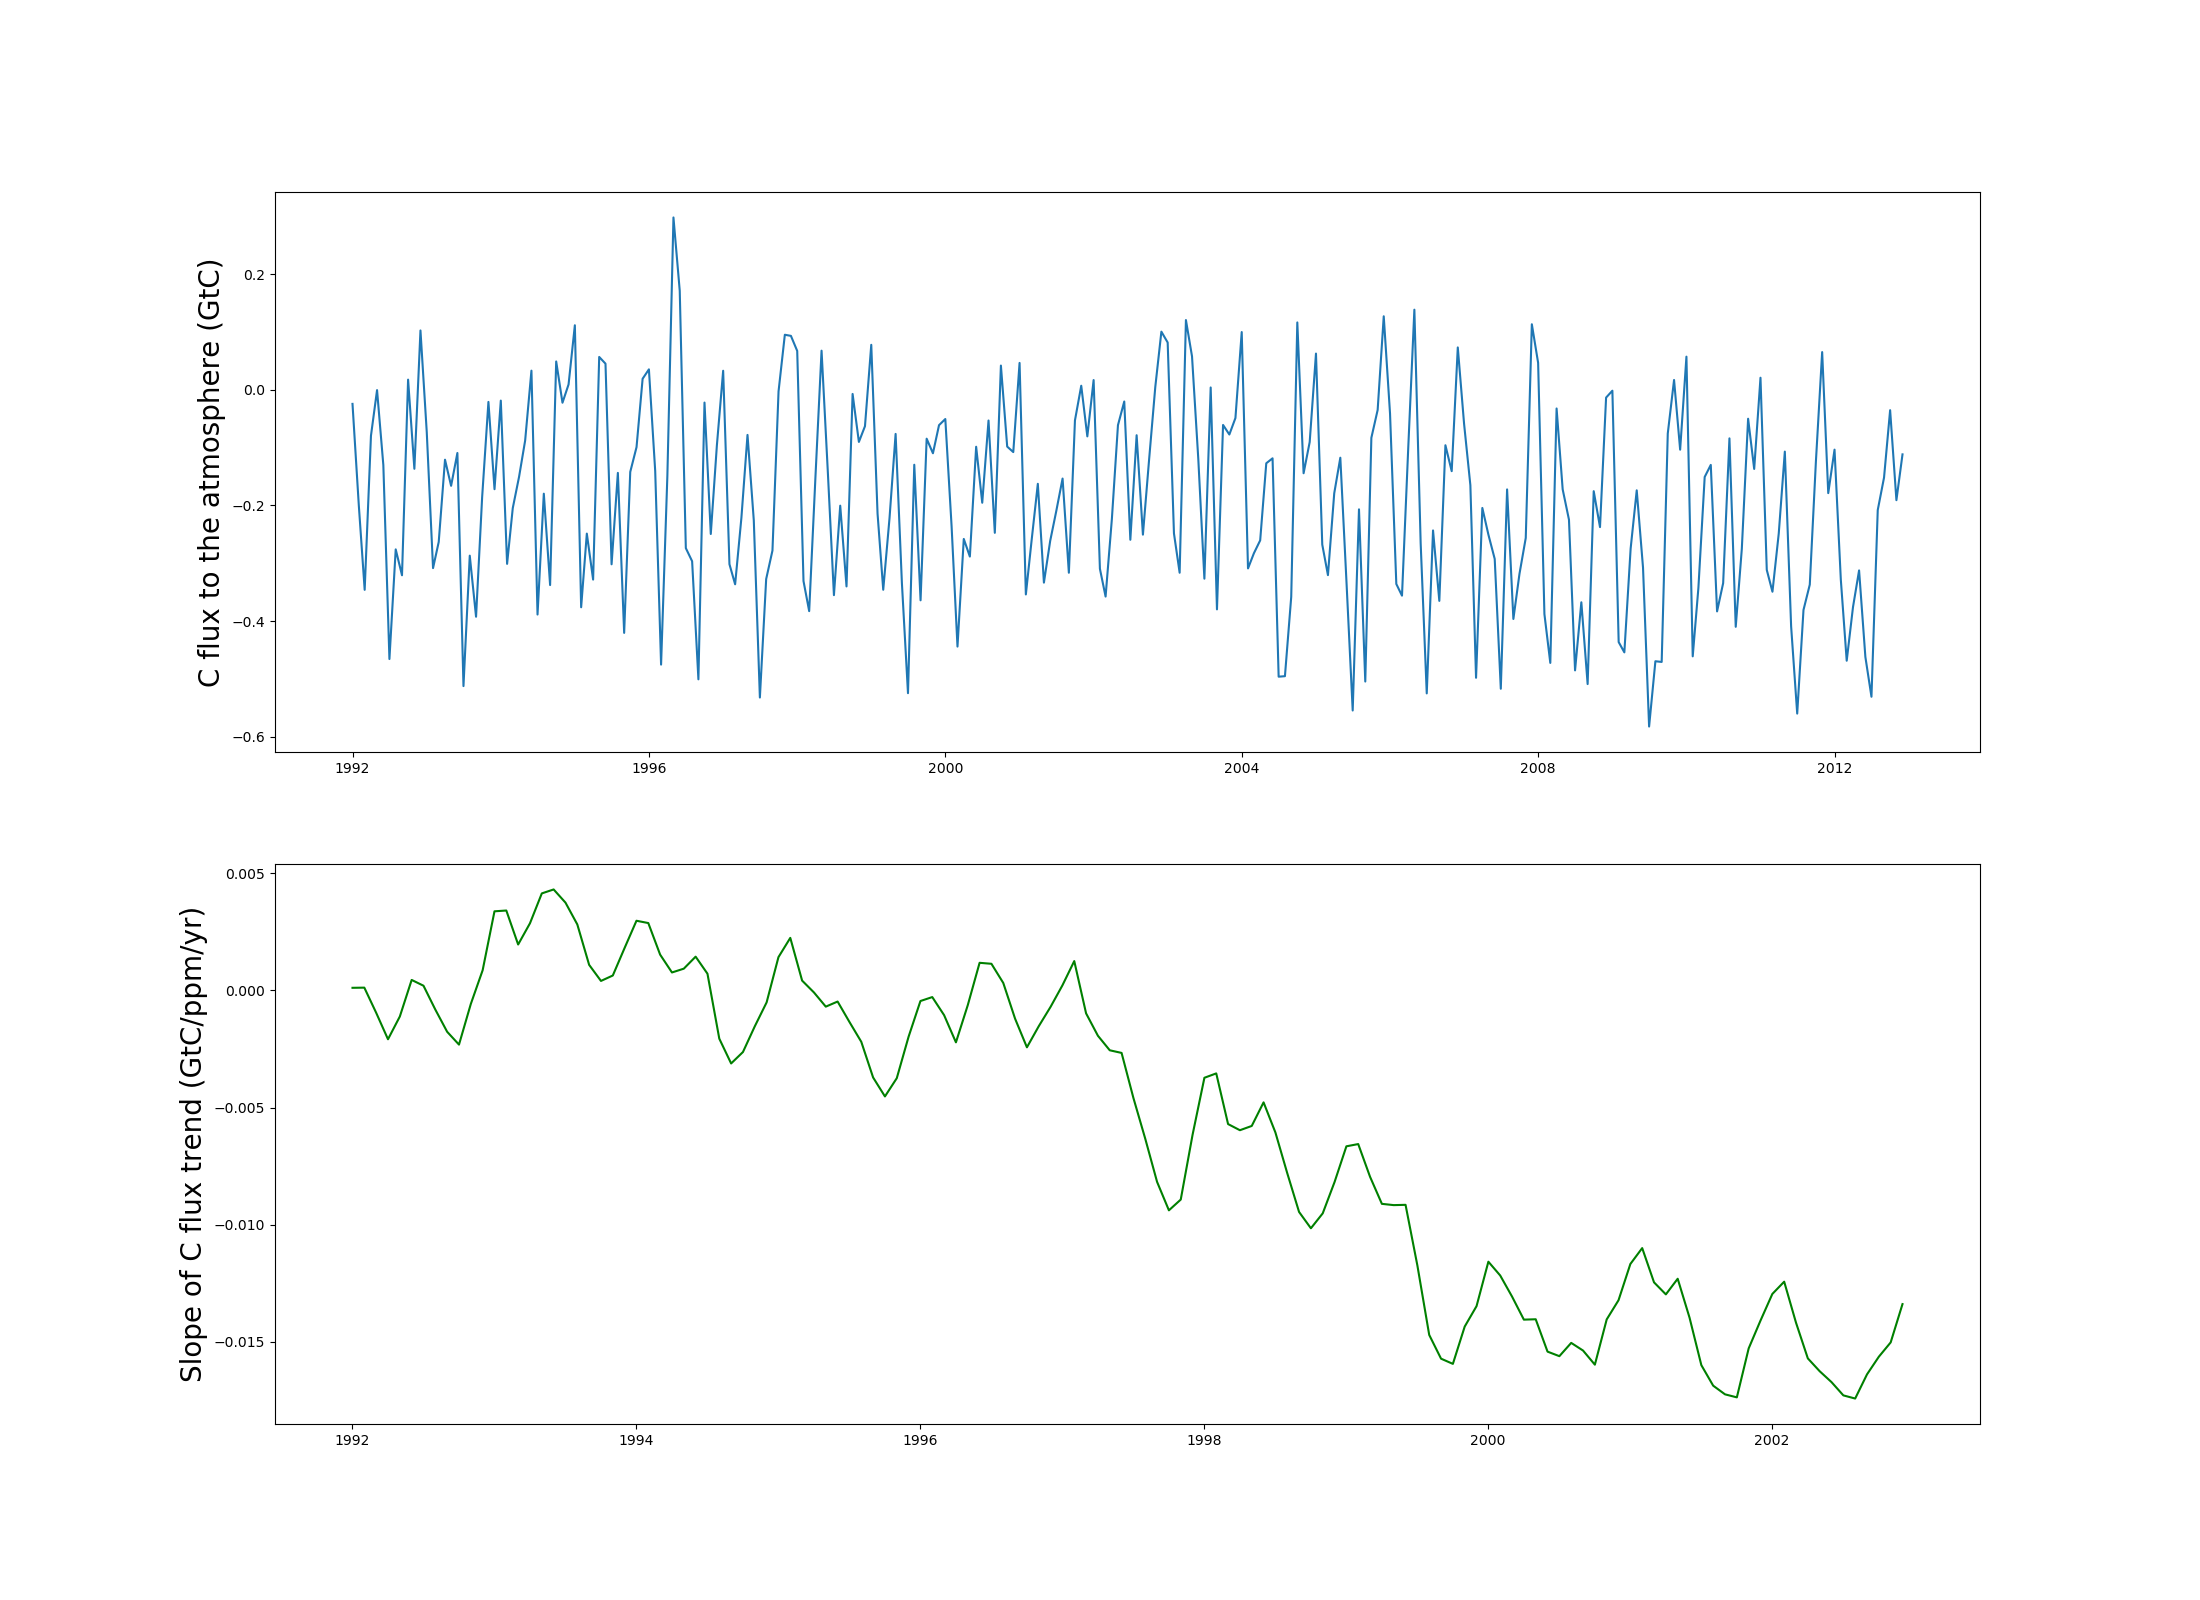 C flux to the atmosphere (GtC)
0.2
0.0
−0.2
−0.4
−0.6
1992 1996 2000 2004 2008 2012
Slope of C flux trend (GtC/ppm/yr)
0.005
0.000
−0.005
−0.010
−0.015
1992 1994 1996 1998 2000 2002